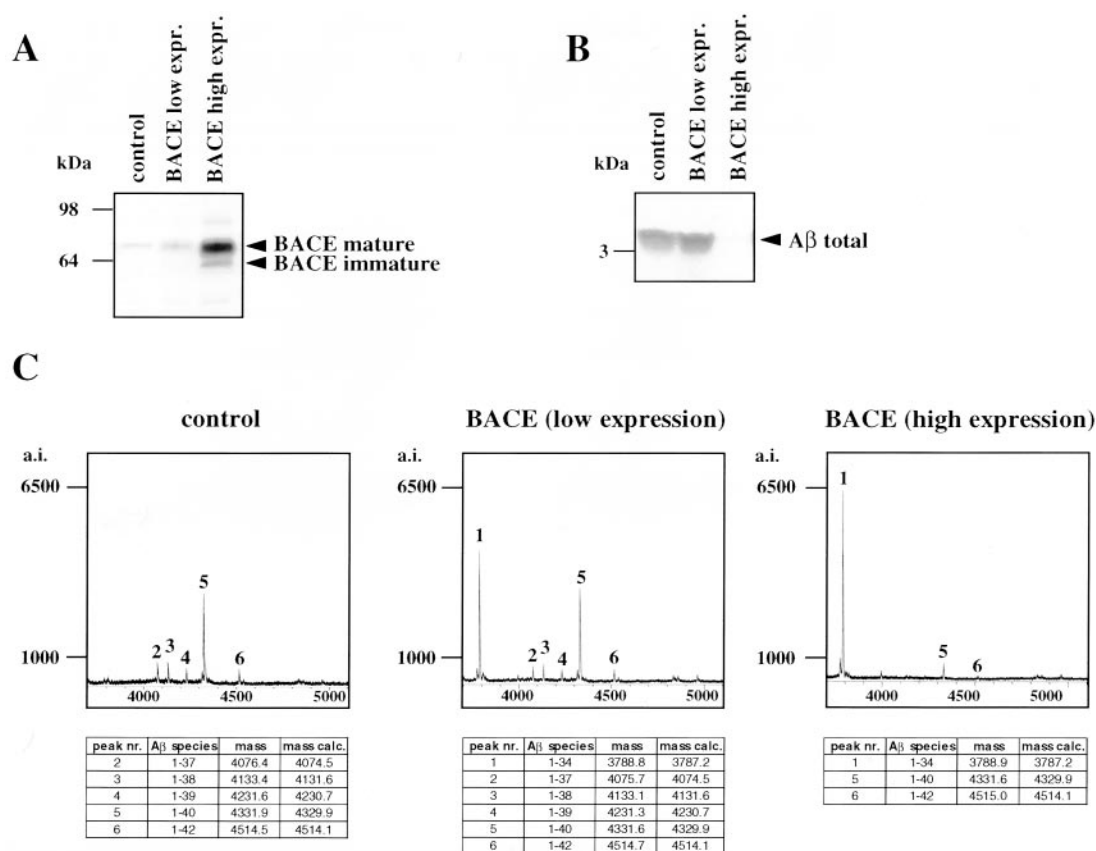 A
control
BACE low expr.
BACE high expr.
kDa
98
64
BACE mature
BACE immature
B
control
BACE low expr.
BACE high expr.
kDa
3
Aβ total
C
control
a.i.
6500
1000
2
3
4
5
6
4000 4500 5000
peak nr. Aβ species mass mass calc.
2 1-37 4076.4 4074.5
3 1-38 4133.4 4131.6
4 1-39 4231.6 4230.7
5 1-40 4331.9 4329.9
6 1-42 4514.5 4514.1
BACE (low expression)
a.i.
6500
1000
1
2
3
4
5
6
4000 4500 5000
peak nr. Aβ species mass mass calc.
1 1-34 3788.8 3787.2
2 1-37 4075.7 4074.5
3 1-38 4133.1 4131.6
4 1-39 4231.3 4230.7
5 1-40 4331.6 4329.9
6 1-42 4514.7 4514.1
BACE (high expression)
a.i.
6500
1000
1
5
6
4000 4500 5000
peak nr. Aβ species mass mass calc.
1 1-34 3788.9 3787.2
5 1-40 4331.6 4329.9
6 1-42 4515.0 4514.1